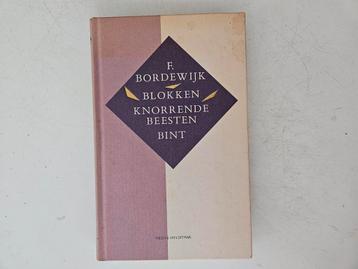 F.
BORDEWIJK
BLOKKEN
KNORRENDE
BEESTEN
BINT